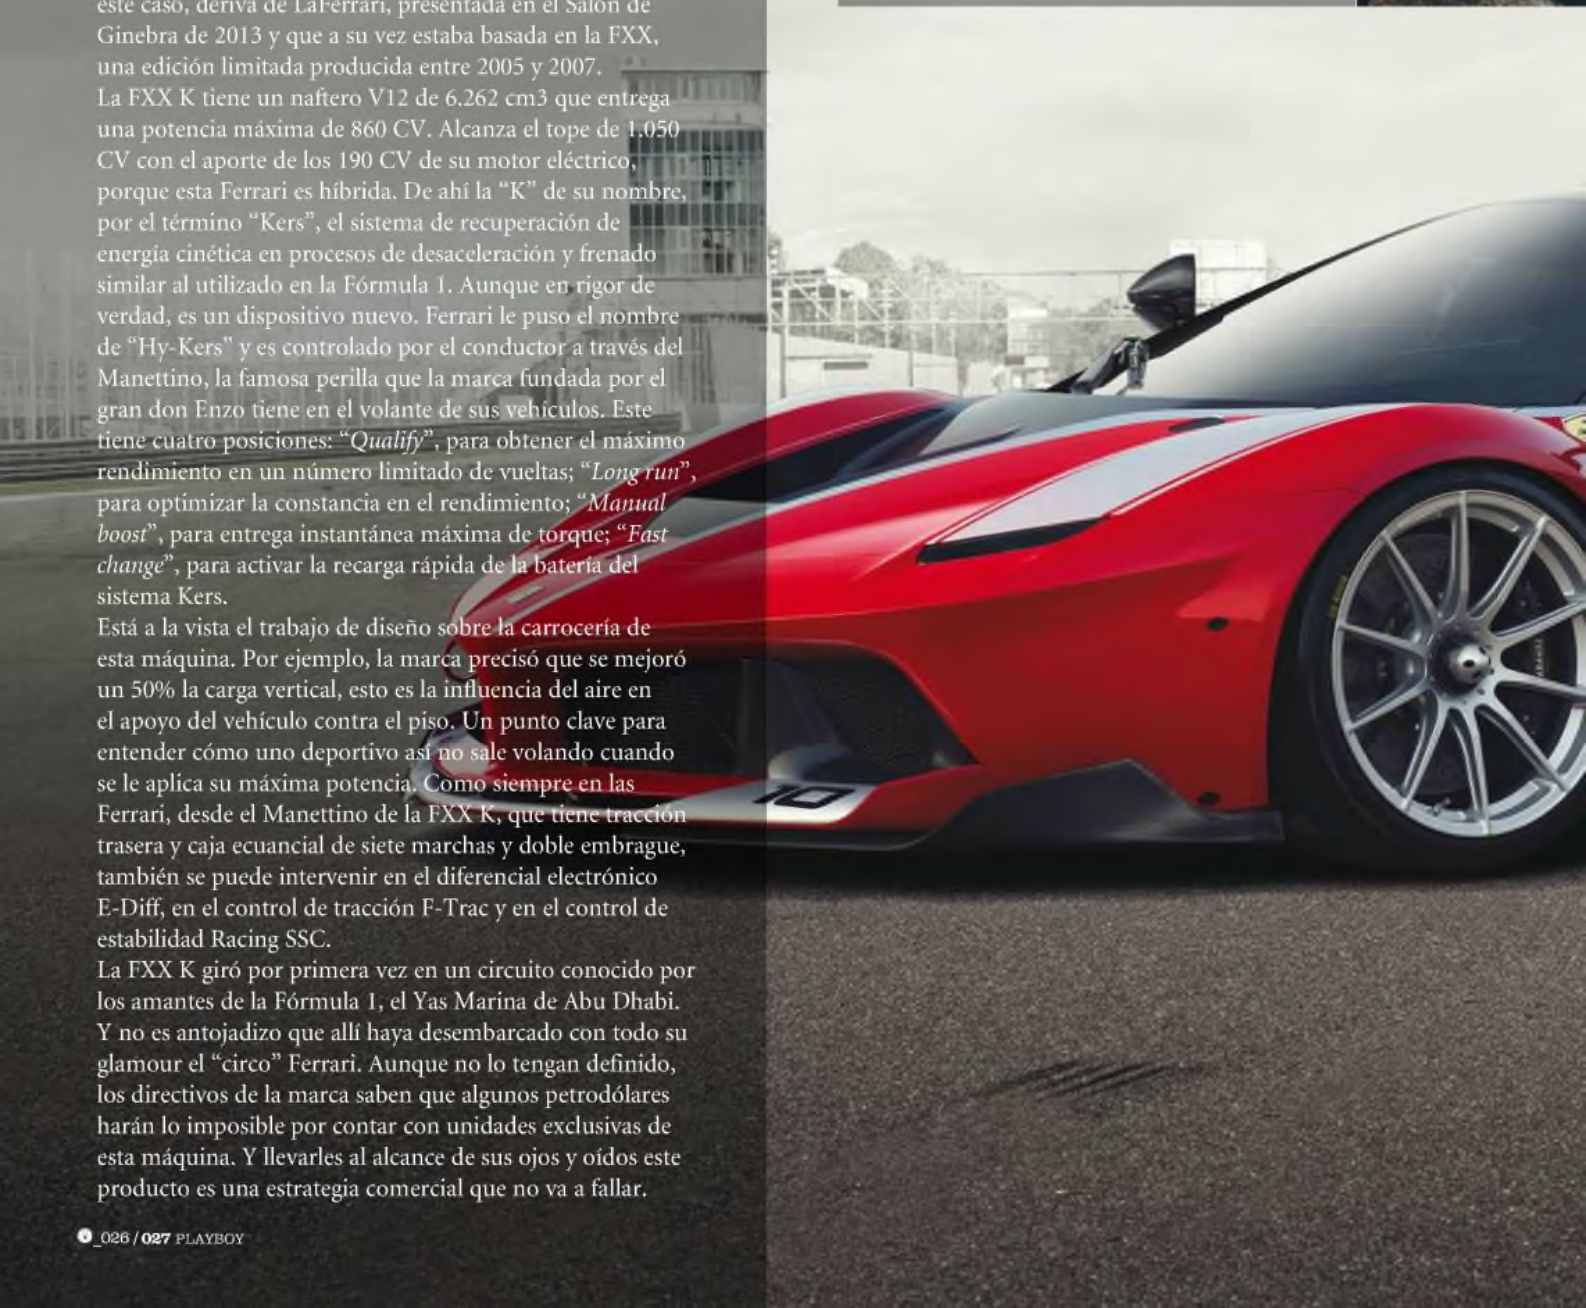 este caso, deriva de LaFerrari, presentada en el Salón de
Ginebra de 2013 y que a su vez estaba basada en la FXX,
una edición limitada producida entre 2005 y 2007.
La FXX K tiene un naftero V12 de 6.262 cm3 que entrega
una potencia máxima de 860 CV. Alcanza el tope de 1.050
CV con el aporte de los 190 CV de su motor eléctrico,
porque esta Ferrari es híbrida. De ahí la “K” de su nombre,
por el término “Kers”, el sistema de recuperación de
energía cinética en procesos de desaceleración y frenado
similar al utilizado en la Fórmula 1. Aunque en rigor de
verdad, es un dispositivo nuevo. Ferrari le puso el nombre
de “Hy-Kers” y es controlado por el conductor a través del
Manettino, la famosa perilla que la marca fundada por el
gran don Enzo tiene en el volante de sus vehículos. Este
tiene cuatro posiciones: “Qualify”, para obtener el máximo
rendimiento en un número limitado de vueltas; “Long run”,
para optimizar la constancia en el rendimiento; “Manual
boost”, para entrega instantánea máxima de torque; “Fast
change”, para activar la recarga rápida de la batería del
sistema Kers.
Está a la vista el trabajo de diseño sobre la carrocería de
esta máquina. Por ejemplo, la marca precisó que se mejoró
un 50% la carga vertical, esto es la influencia del aire en
el apoyo del vehículo contra el piso. Un punto clave para
entender cómo uno deportivo así no sale volando cuando
se le aplica su máxima potencia. Como siempre en las
Ferrari, desde el Manettino de la FXX K, que tiene tracción
trasera y caja ecuancial de siete marchas y doble embrague,
también se puede intervenir en el diferencial electrónico
E-Diff, en el control de tracción F-Trac y en el control de
estabilidad Racing SSC.
La FXX K giró por primera vez en un circuito conocido por
los amantes de la Fórmula 1, el Yas Marina de Abu Dhabi.
Y no es antojadizo que allí haya desembarcado con todo su
glamour el “circo” Ferrari. Aunque no lo tengan definido,
los directivos de la marca saben que algunos petrodólares
harán lo imposible por contar con unidades exclusivas de
esta máquina. Y llevarles al alcance de sus ojos y oídos este
producto es una estrategia comercial que no va a fallar.
_026 / 027 PLAYBOY
10